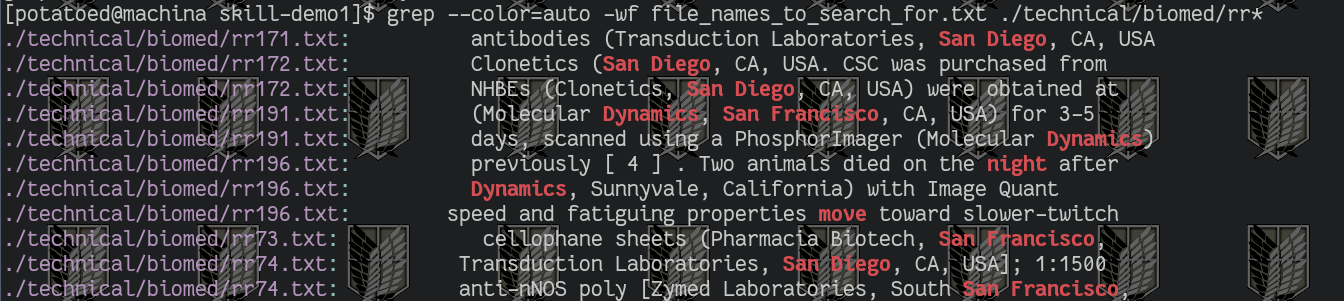 [potatoed@machina skill-demo1]$ grep --color=auto -wf file_names_to_search_for.txt ./technical/biomed/rr*
./technical/biomed/rr171.txt: antibodies (Transduction Laboratories, San Diego, CA, USA
./technical/biomed/rr172.txt: Clonetics (San Diego, CA, USA. CSC was purchased from
./technical/biomed/rr172.txt: NHBEs (Clonetics, San Diego, CA, USA) were obtained at
./technical/biomed/rr191.txt: (Molecular Dynamics, San Francisco, CA, USA) for 3-5
./technical/biomed/rr191.txt: days, scanned using a PhosphorImager (Molecular Dynamics)
./technical/biomed/rr196.txt: previously [ 4 ] . Two animals died on the night after
./technical/biomed/rr196.txt: Dynamics, Sunnyvale, California) with Image Quant
./technical/biomed/rr196.txt: speed and fatiguing properties move toward slower-twitch
./technical/biomed/rr73.txt: cellophane sheets (Pharmacia Biotech, San Francisco,
./technical/biomed/rr74.txt: Transduction Laboratories, San Diego, CA, USA]; 1:1500
./technical/biomed/rr74.txt: anti-nNOS poly [Zymed Laboratories, South San Francisco,